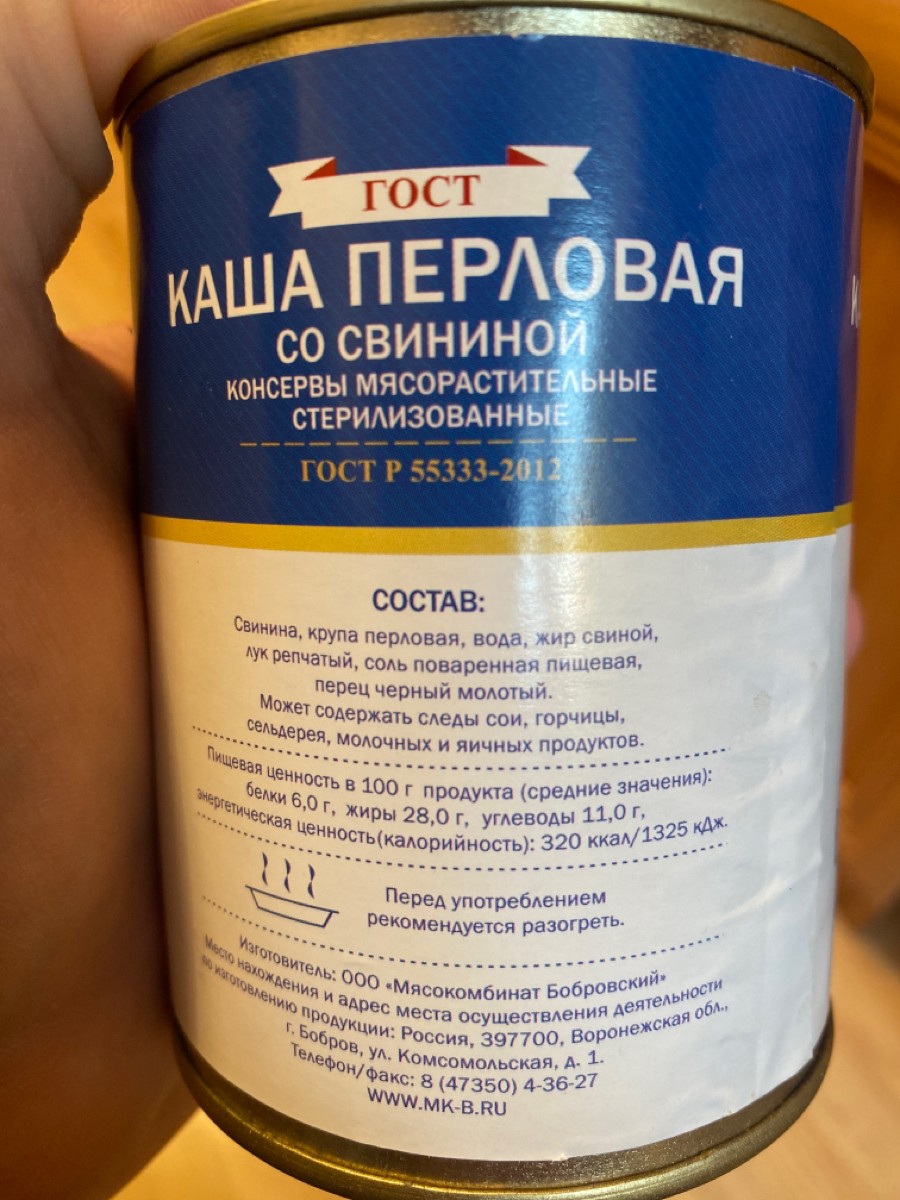 ГОСТ
КАША ПЕРЛОВАЯ
СО СВИНИНОЙ
КОНСЕРВЫ МЯСОРАСТИТЕЛЬНЫЕ
СТЕРИЛИЗОВАННЫЕ
ГОСТ Р 55333-2012
СОСТАВ:
Свинина, крупа перловая, вода, жир свиной,
лук репчатый, соль поваренная пищевая,
перец черный молотый.
Может содержать следы сои, горчицы,
сельдерея, молочных и яичных продуктов.
Пищевая ценность в 100 г продукта (средние значения):
белки 6,0 г, жиры 28,0 г, углеводы 11,0 г,
энергетическая ценность(калорийность): 320 ккал/1325 кДж.
Перед употреблением
рекомендуется разогреть.
Изготовитель: ООО «Мясокомбинат Бобровский»
Место нахождения и адрес места осуществления деятельности
по изготовлению продукции: Россия, 397700, Воронежская обл.,
г. Бобров, ул. Комсомольская, д. 1.
Телефон/факс: 8 (47350) 4-36-27
WWW.MK-B.RU